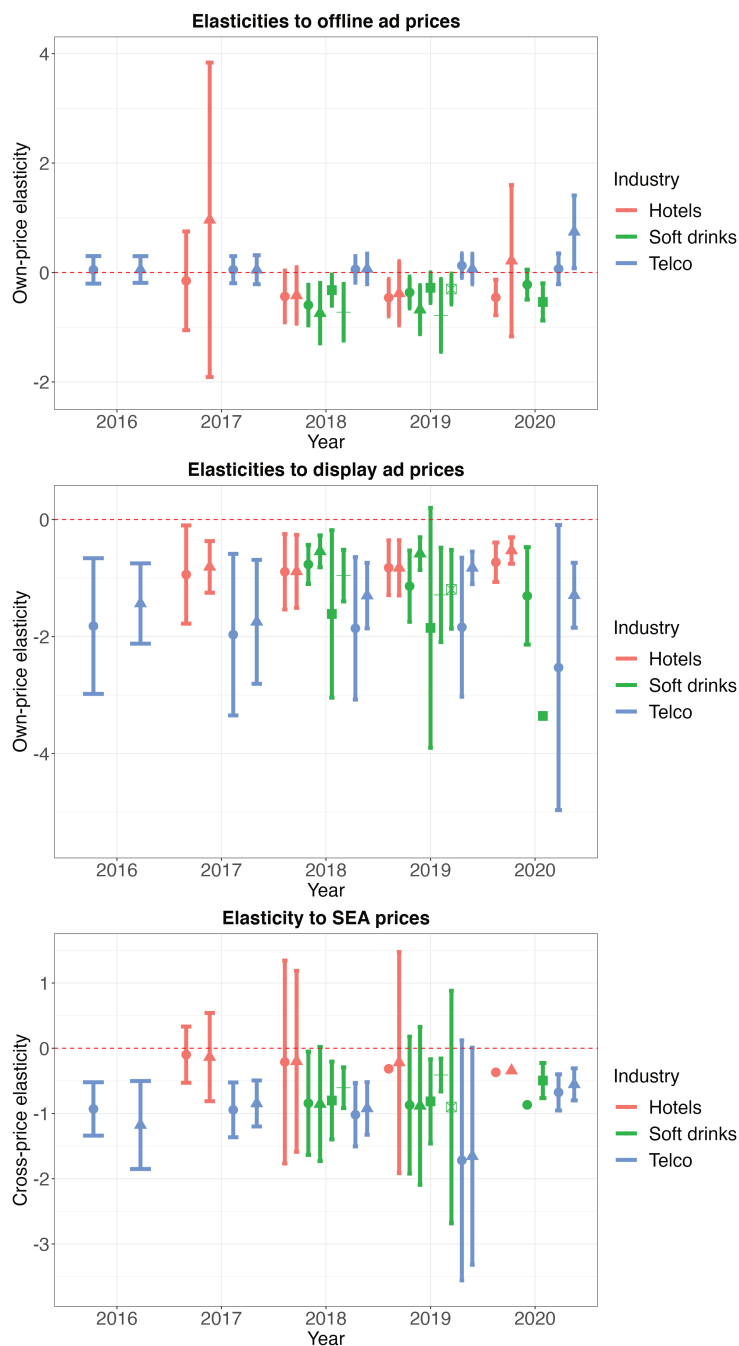 Elasticities to offline ad prices
4
2
0
-2
Own-price elasticity
2016 2017 2018 2019 2020
Year
Industry
Hotels
Soft drinks
Telco
Elasticities to display ad prices
0
-2
-4
Own-price elasticity
2016 2017 2018 2019 2020
Year
Industry
Hotels
Soft drinks
Telco
Elasticity to SEA prices
1
0
-1
-2
-3
Cross-price elasticity
2016 2017 2018 2019 2020
Year
Industry
Hotels
Soft drinks
Telco